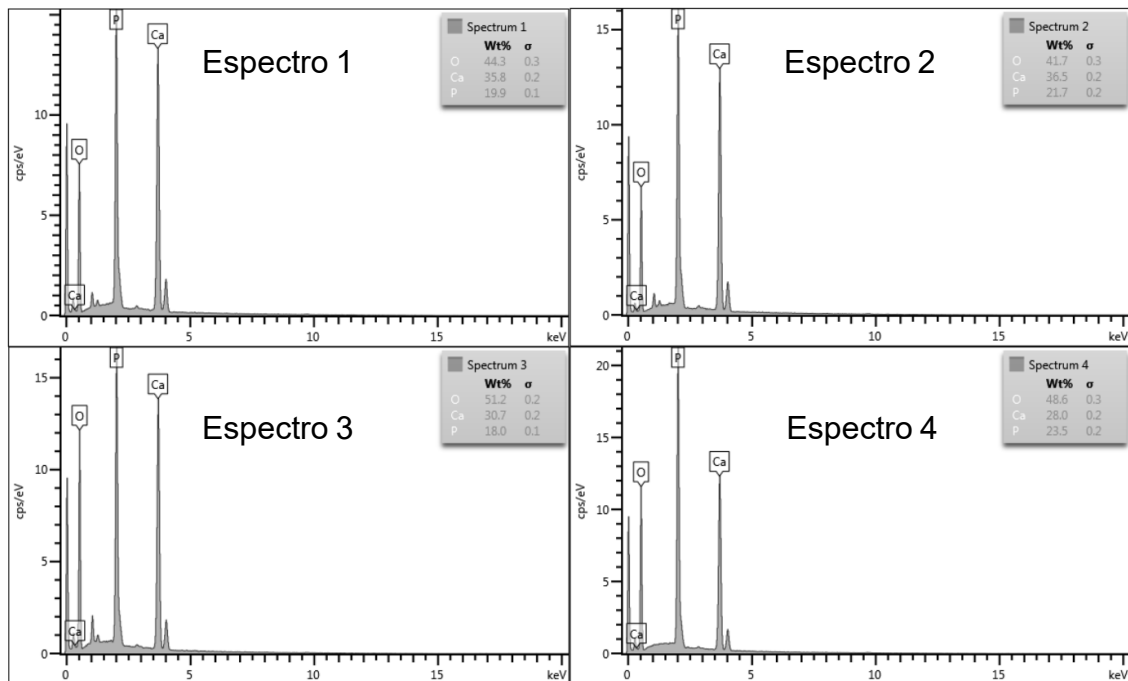 Espectro 1
Spectrum 1
Wt% σ
O 44.3 0.3
Ca 35.8 0.2
P 19.9 0.1
P
Ca
O
Ca
cps/eV
10
5
0
0 5 10 15 keV
Espectro 2
Spectrum 2
Wt% σ
O 41.7 0.3
Ca 36.5 0.2
P 21.7 0.2
P
Ca
O
Ca
cps/eV
15
10
5
0
0 5 10 15 keV
Espectro 3
Spectrum 3
Wt% σ
O 51.2 0.2
Ca 30.7 0.2
P 18.0 0.1
P
Ca
O
Ca
cps/eV
15
10
5
0
0 5 10 15 keV
Espectro 4
Spectrum 4
Wt% σ
O 48.6 0.3
Ca 28.0 0.2
P 23.5 0.2
P
Ca
O
Ca
cps/eV
20
15
10
5
0
0 5 10 15 keV